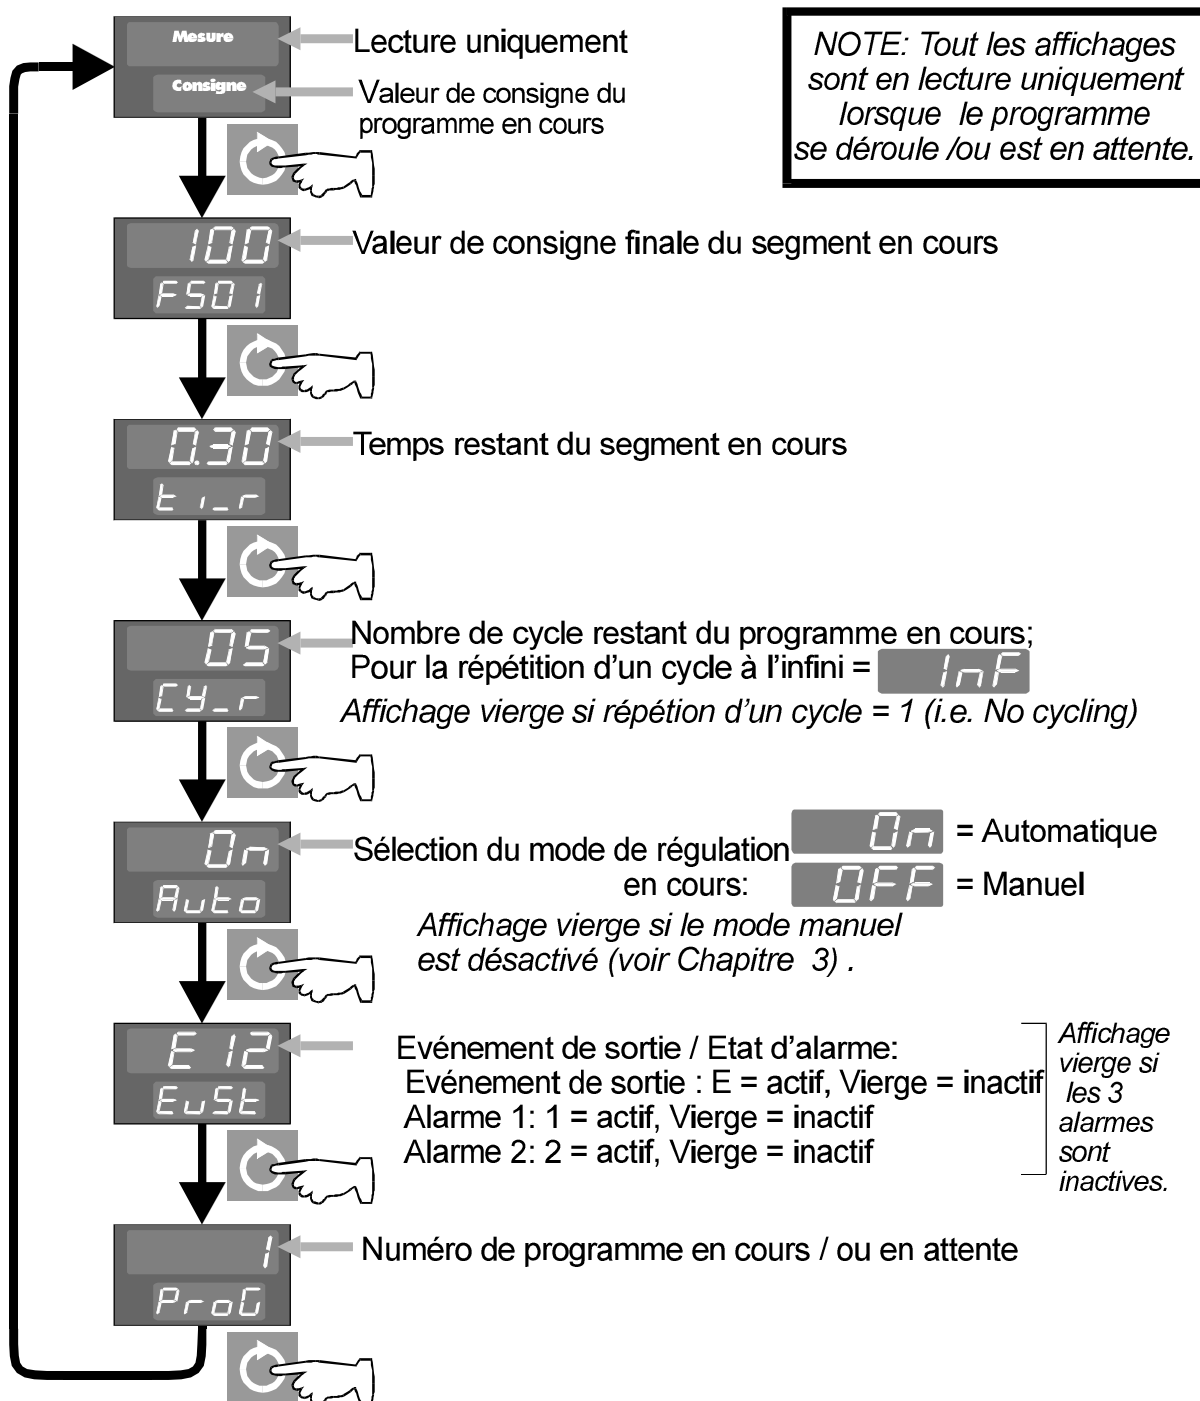 Mesure
Lecture uniquement
Consigne
Valeur de consigne du
programme en cours
NOTE: Tout les affichages
sont en lecture uniquement
lorsque le programme
se déroule /ou est en attente.
100
FS01
Valeur de consigne finale du segment en cours
0.30
ti_r
Temps restant du segment en cours
05
CY_r
Nombre de cycle restant du programme en cours;
Pour la répétition d'un cycle à l'infini = InF
Affichage vierge si répétion d'un cycle = 1 (i.e. No cycling)
On
Auto
Sélection du mode de régulation
en cours:
On = Automatique
OFF = Manuel
Affichage vierge si le mode manuel
est désactivé (voir Chapitre 3) .
E 12
EvSt
Evénement de sortie / Etat d'alarme:
Evénement de sortie : E = actif, Vierge = inactif
Alarme 1: 1 = actif, Vierge = inactif
Alarme 2: 2 = actif, Vierge = inactif
Affichage
vierge si
les 3
alarmes
sont
inactives.
1
ProG
Numéro de programme en cours / ou en attente